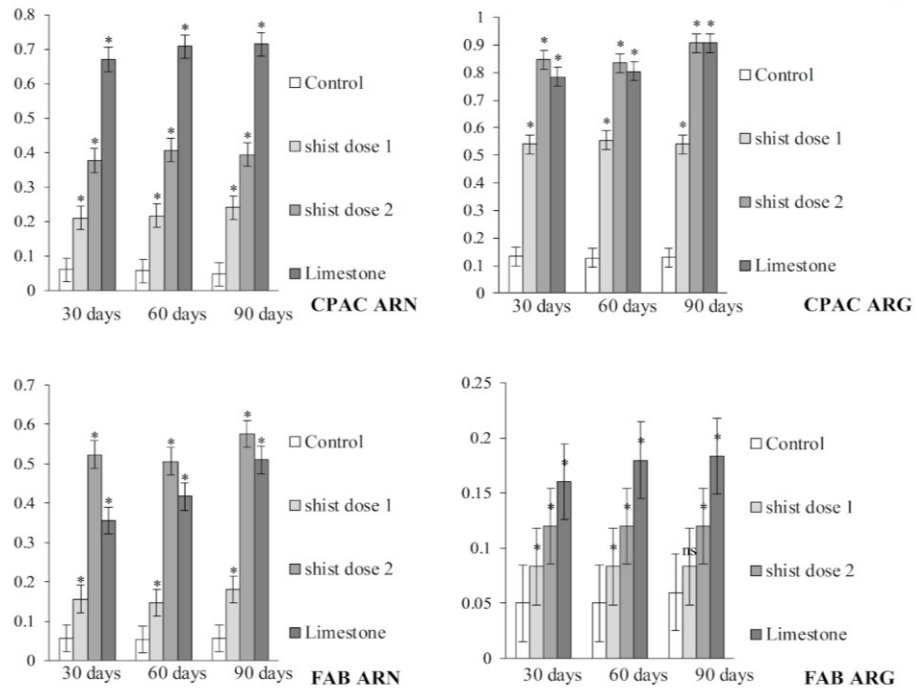 0.8
0.7
0.6
0.5
0.4
0.3
0.2
0.1
0
* * *
* * *
* * *
30 days 60 days 90 days
Control
shist dose 1
shist dose 2
Limestone
CPAC ARN
1
0.9
0.8
0.7
0.6
0.5
0.4
0.3
0.2
0.1
0
* * *
* * *
* * *
30 days 60 days 90 days
Control
shist dose 1
shist dose 2
Limestone
CPAC ARG
0.7
0.6
0.5
0.4
0.3
0.2
0.1
0
* * *
* * *
* * *
30 days 60 days 90 days
Control
shist dose 1
shist dose 2
Limestone
FAB ARN
0.25
0.2
0.15
0.1
0.05
0
* * *
* * *
ns * *
30 days 60 days 90 days
Control
shist dose 1
shist dose 2
Limestone
FAB ARG